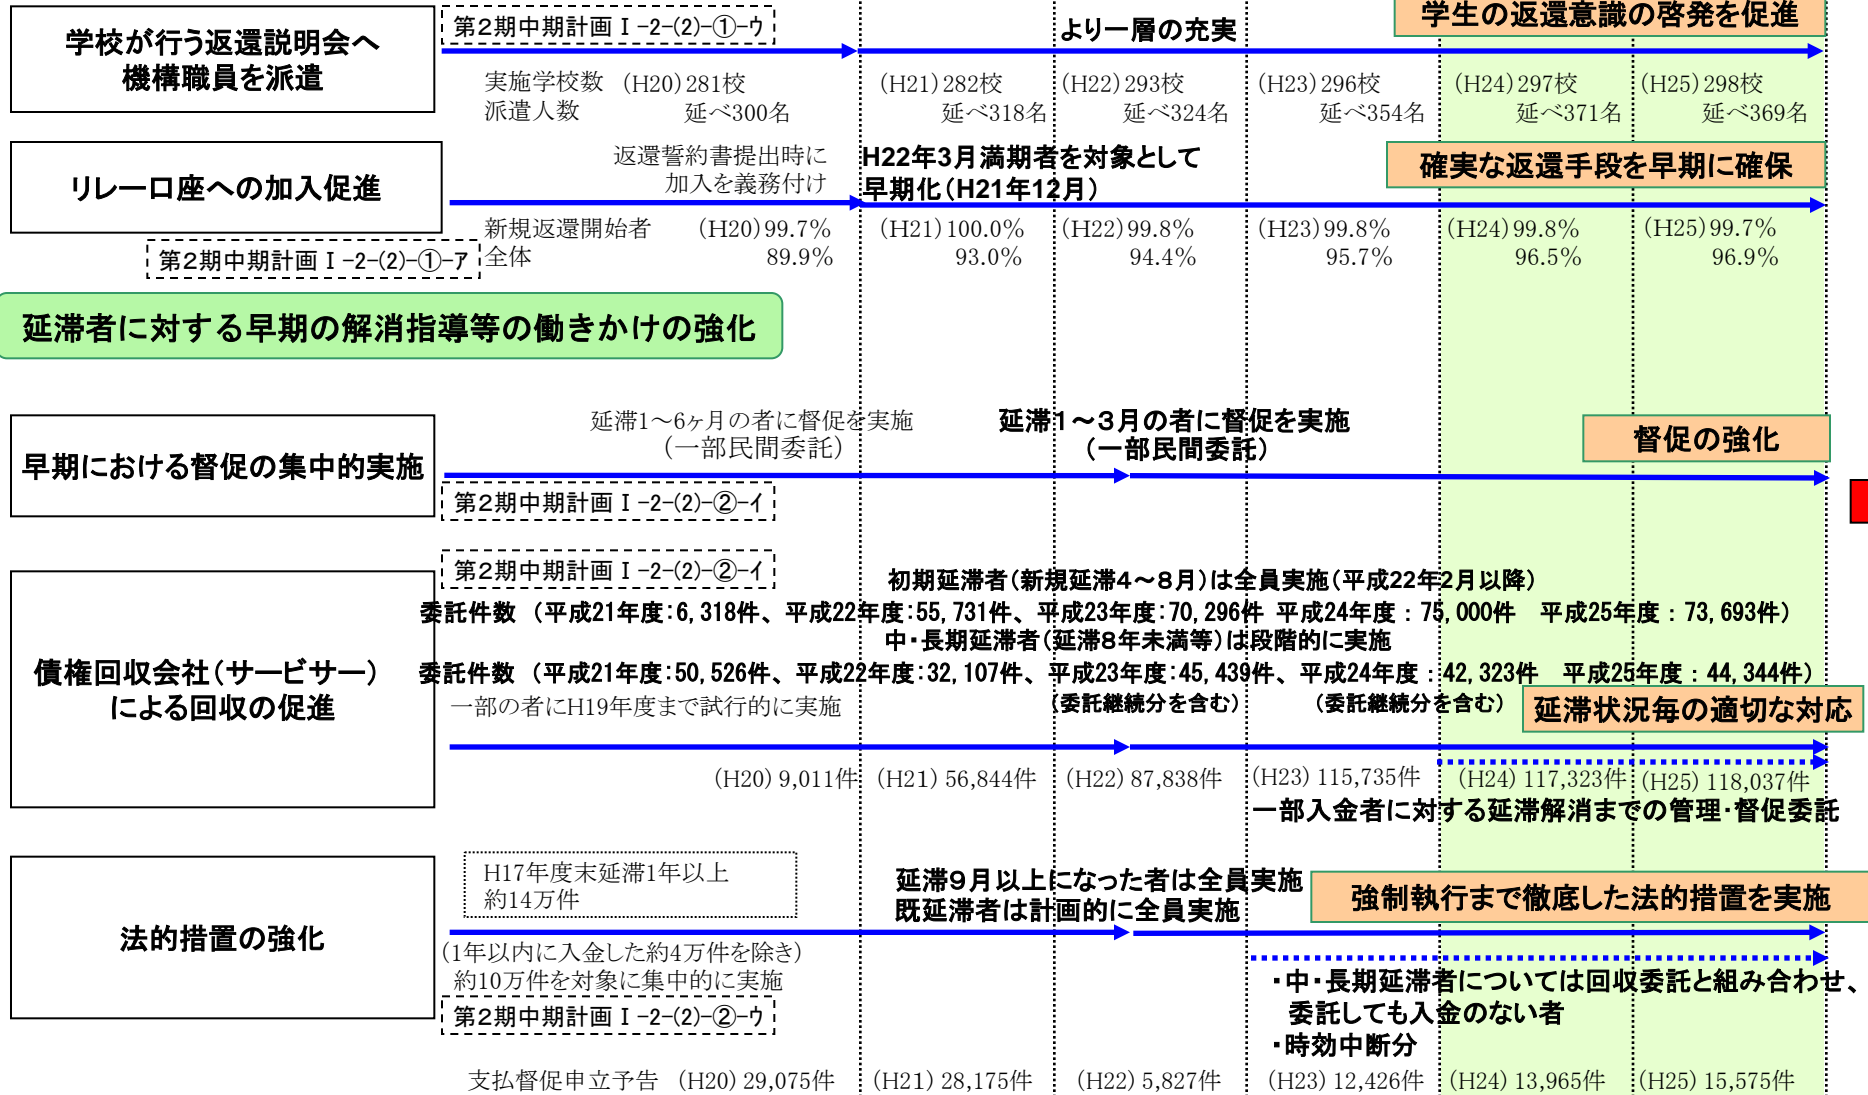 学校が行う返還説明会へ
機構職員を派遣
第2期中期計画Ⅰ-2-(2)-①-ウ
より一層の充実
学生の返還意識の啓発を促進
実施学校数 (H20)281校 (H21)282校 (H22)293校 (H23)296校 (H24)297校 (H25)298校
派遣人数 延べ300名 延べ318名 延べ324名 延べ354名 延べ371名 延べ369名
リレー口座への加入促進
返還誓約書提出時に
加入を義務付け
H22年3月満期者を対象として
早期化(H21年12月)
確実な返還手段を早期に確保
新規返還開始者 (H20)99.7% (H21)100.0% (H22)99.8% (H23)99.8% (H24)99.8% (H25)99.7%
第2期中期計画Ⅰ-2-(2)-①-ア
全体 89.9% 93.0% 94.4% 95.7% 96.5% 96.9%
延滞者に対する早期の解消指導等の働きかけの強化
早期における督促の集中的実施
延滞1～6ヶ月の者に督促を実施
(一部民間委託)
延滞1～3月の者に督促を実施
(一部民間委託)
督促の強化
第2期中期計画Ⅰ-2-(2)-②-イ
債権回収会社(サービサー)
による回収の促進
第2期中期計画Ⅰ-2-(2)-②-イ
初期延滞者(新規延滞4～8月)は全員実施(平成22年2月以降)
委託件数 (平成21年度:6,318件、平成22年度:55,731件、平成23年度:70,296件 平成24年度:75,000件 平成25年度:73,693件)
中・長期延滞者(延滞8年未満等)は段階的に実施
委託件数 (平成21年度:50,526件、平成22年度:32,107件、平成23年度:45,439件、平成24年度:42,323件 平成25年度:44,344件)
一部の者にH19年度まで試行的に実施
(委託継続分を含む) (委託継続分を含む)
延滞状況毎の適切な対応
(H20)9,011件 (H21)56,844件 (H22)87,838件 (H23)115,735件 (H24)117,323件 (H25)118,037件
一部入金者に対する延滞解消までの管理・督促委託
法的措置の強化
H17年度末延滞1年以上
約14万件
延滞9月以上になった者は全員実施
既延滞者は計画的に全員実施
強制執行まで徹底した法的措置を実施
(1年以内に入金した約4万件を除き)
約10万件を対象に集中的に実施
第2期中期計画Ⅰ-2-(2)-②-ウ
・中・長期延滞者については回収委託と組み合わせ、
委託しても入金のない者
・時効中断分
支払督促申立予告 (H20)29,075件 (H21)28,175件 (H22)5,827件 (H23)12,426件 (H24)13,965件 (H25)15,575件